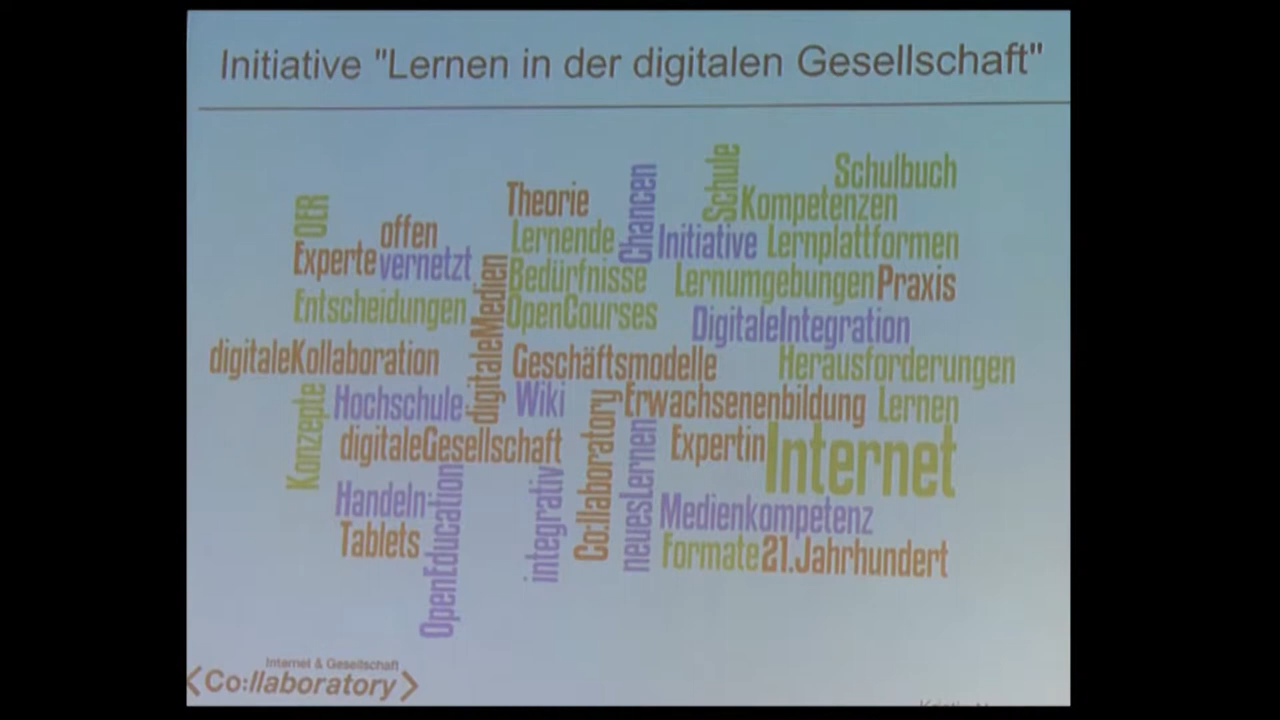 Initiative "Lernen in der digitalen Gesellschaft"
Schule
Schulbuch
Chancen
Theorie
Kompetenzen
OER
offen
Lernende
Initiative Lernplattformen
Experte vernetzt
Bedürfnisse
Lernumgebungen Praxis
Entscheidungen
digitaleMedien
OpenCourses
DigitaleIntegration
digitaleKollaboration
Geschäftsmodelle
Herausforderungen
Konzepte
Hochschule
Wiki
Erwachsenenbildung Lernen
digitaleGesellschaft
Co:llaboratory
neuesLernen
Expertin
Internet
Handeln
OpenEducation
integrativ
Medienkompetenz
Tablets
Formate 21.Jahrhundert
Internet & Gesellschaft
<Co:llaboratory>